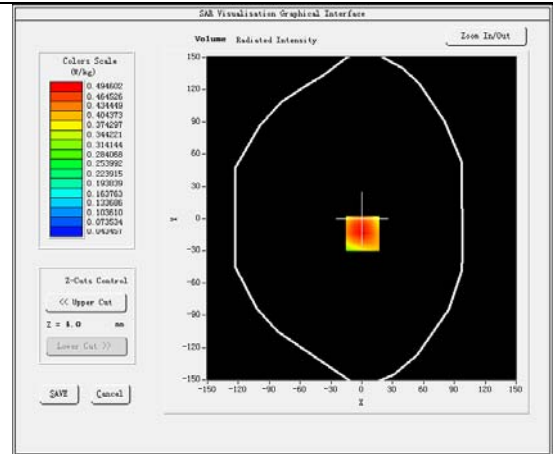 SAR Visualisation Graphical Interface
Volume Radiated Intensity
Zoom In/Out
Colors Scale
(W/kg)
0.494602
0.464526
0.434449
0.404373
0.374297
0.344221
0.314144
0.284068
0.253992
0.223915
0.193839
0.163763
0.133686
0.103610
0.073534
0.043457
Z-Cuts Control
<< Upper Cut
Z = 4.0 mm
Lower Cut >>
SAVE Cancel
150
120
90
60
30
0
-30
-60
-90
-120
-150
Y
-150 -120 -90 -60 -30 0 30 60 90 120 150
X